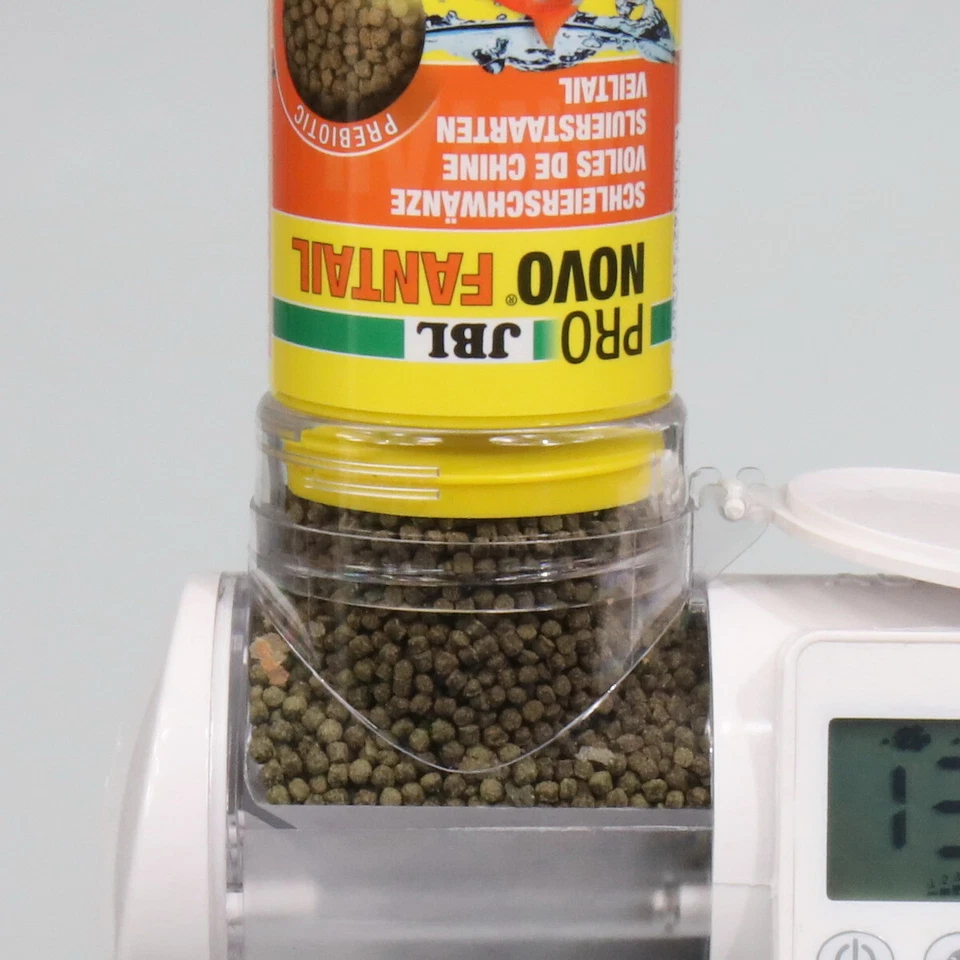 PRO JBL
NOVO® FANTAIL
SCHLEIERSCHWÄNZE
VOILES DE CHINE
SLUIERSTAARTEN
VEILTAIL
PREBIOTIC